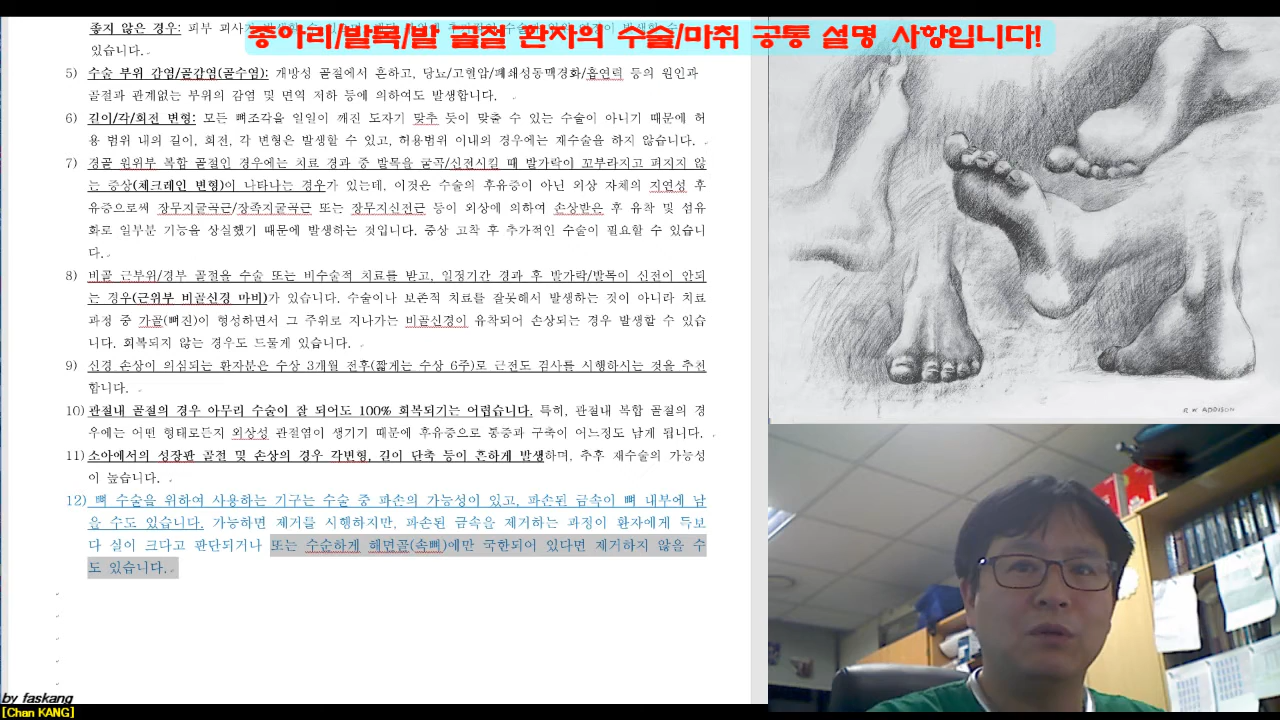 종아리/발목/발 골절 환자의 수술/마취 공통 설명 사항입니다!
좋지 않은 경우: 피부 괴사가
있습니다.
5) 수술 부위 감염/골감염(골수염): 개방성 골절에서 흔하고, 당뇨/고혈압/폐쇄성동맥경화/흡연력 등의 원인과
골절과 관계없는 부위의 감염 및 면역 저하 등에 의하여도 발생합니다.
6) 길이/각/회전 변형: 모든 뼈조각을 일일이 깨진 도자기 맞추 듯이 맞출 수 있는 수술이 아니기 때문에 허
용 범위 내의 길이, 회전, 각 변형은 발생할 수 있고, 허용범위 이내의 경우에는 재수술을 하지 않습니다.
7) 경골 원위부 복합 골절인 경우에는 치료 경과 중 발목을 굴곡/신전시킬 때 발가락이 꼬부라지고 펴지지 않
는 증상(체크레인 변형)이 나타나는 경우가 있는데, 이것은 수술의 후유증이 아닌 외상 자체의 지연성 후
유증으로써 장무지굴곡근/장족지굴곡근 또는 장무지신전근 등이 외상에 의하여 손상받은 후 유착 및 섬유
화로 일부분 기능을 상실했기 때문에 발생하는 것입니다. 증상 고착 후 추가적인 수술이 필요할 수 있습니
다.
8) 비골 근부위/경부 골절을 수술 또는 비수술적 치료를 받고, 일정기간 경과 후 발가락/발목이 신전이 안되
는 경우(근위부 비골신경 마비)가 있습니다. 수술이나 보존적 치료를 잘못해서 발생하는 것이 아니라 치료
과정 중 가골(뼈진)이 형성하면서 그 주위로 지나가는 비골신경이 유착되어 손상되는 경우 발생할 수 있습
니다. 회복되지 않는 경우도 드물게 있습니다.
9) 신경 손상이 의심되는 환자분은 수상 3개월 전후(짧게는 수상 6주)로 근전도 검사를 시행하시는 것을 추천
합니다.
10) 관절내 골절의 경우 아무리 수술이 잘 되어도 100% 회복되기는 어렵습니다. 특히, 관절내 복합 골절의 경
우에는 어떤 형태로든지 외상성 관절염이 생기기 때문에 후유증으로 통증과 구축이 어느정도 남게 됩니다.
11) 소아에서의 성장판 골절 및 손상의 경우 각변형, 길이 단축 등이 흔하게 발생하며, 추후 재수술의 가능성
이 높습니다.
12) 뼈 수술을 위하여 사용하는 기구는 수술 중 파손의 가능성이 있고, 파손된 금속이 뼈 내부에 남
을 수도 있습니다. 가능하면 제거를 시행하지만, 파손된 금속을 제거하는 과정이 환자에게 득보
다 실이 크다고 판단되거나 또는 수순하게 해면골(속뼈)에만 국한되어 있다면 제거하지 않을 수
도 있습니다.
R W ADDISON
by faskang
[Chan KANG]